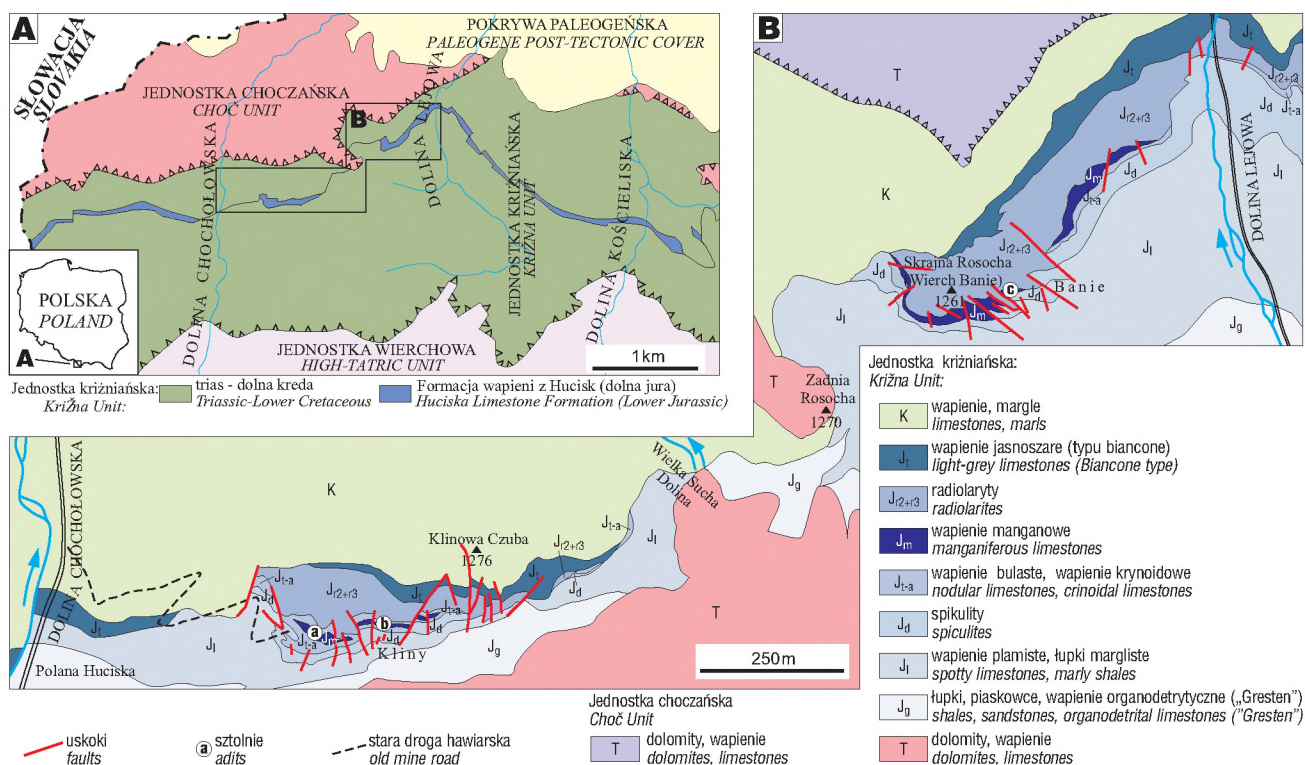 A
SŁOWACJA
SLOVAKIA
POKRYWA PALEOGEŃSKA
PALEOGENE POST-TECTONIC COVER
JEDNOSTKA CHOCZAŃSKA
CHOČ UNIT
B
DOLINA LEJOWA
DOLINA CHOCHOŁOWSKA
JEDNOSTKA KRIŻNIAŃSKA
KRIŽNA UNIT
DOLINA KOŚCIELISKA
POLSKA
POLAND
A
JEDNOSTKA WIERCHOWA
HIGH-TATRIC UNIT
1km
Jednostka kriżniańska:
Križna Unit:
trias - dolna kreda
Triassic-Lower Cretaceous
Formacja wapieni z Hucisk (dolna jura)
Huciska Limestone Formation (Lower Jurassic)
B
T
Jt
Jt
Jr2+r3
Jd
Jt-a
Jr2+r3
K
Jm
Jd
Jt-a
Jl
DOLINA LEJOWA
Jr2+r3
Jd
Skrajna Rosocha
(Wierch Banie)
1261
c
Jd
Banie
Jm
Jl
Jg
T
Zadnia
Rosocha
1270
DOLINA CHOCHOŁOWSKA
K
Wielka Sucha
Dolina
Jg
Jt-a
Jl
Klinowa Czuba
1276
Jr2+r3
Jd
Jt-a
Jd
Jr2+r3
Jt
Jt
Jt-a
a
Jm
b
Jd
Jd
Jt-a
Kliny
Jg
T
Jt
Jl
Polana Huciska
250m
Jednostka kriżniańska:
Križna Unit:
K
wapienie, margle
limestones, marls
Jt
wapienie jasnoszare (typu biancone)
light-grey limestones (Biancone type)
Jr2+r3
radiolaryty
radiolarites
Jm
wapienie manganowe
manganiferous limestones
Jt-a
wapienie bulaste, wapienie krynoidowe
nodular limestones, crinoidal limestones
Jd
spikulity
spiculites
Jl
wapienie plamiste, łupki margliste
spotty limestones, marly shales
Jg
łupki, piaskowce, wapienie organodetrytyczne („Gresten”)
shales, sandstones, organodetrital limestones ("Gresten")
T
dolomity, wapienie
dolomites, limestones
Jednostka choczańska
Choč Unit
T
dolomity, wapienie
dolomites, limestones
uskoki
faults
a
sztolnie
adits
stara droga hawiarska
old mine road